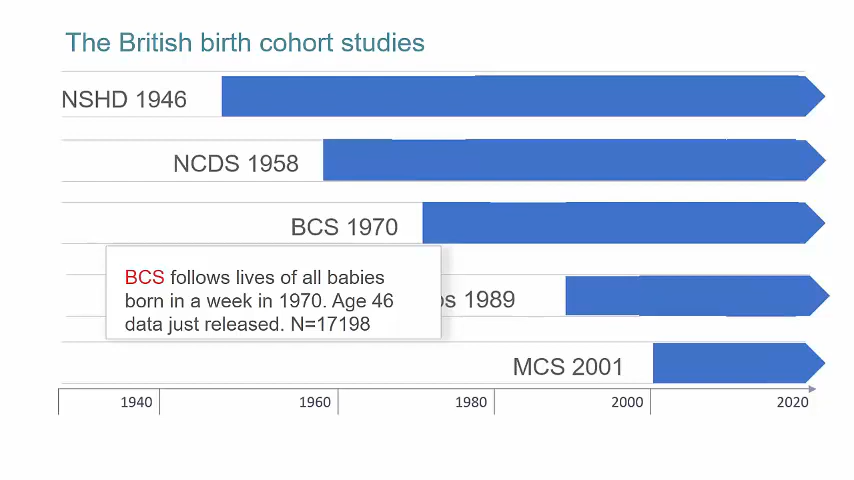 The British birth cohort studies
NSHD 1946
NCDS 1958
BCS 1970
BCS follows lives of all babies
born in a week in 1970. Age 46
data just released. N=17198
1989
MCS 2001
1940 1960 1980 2000 2020